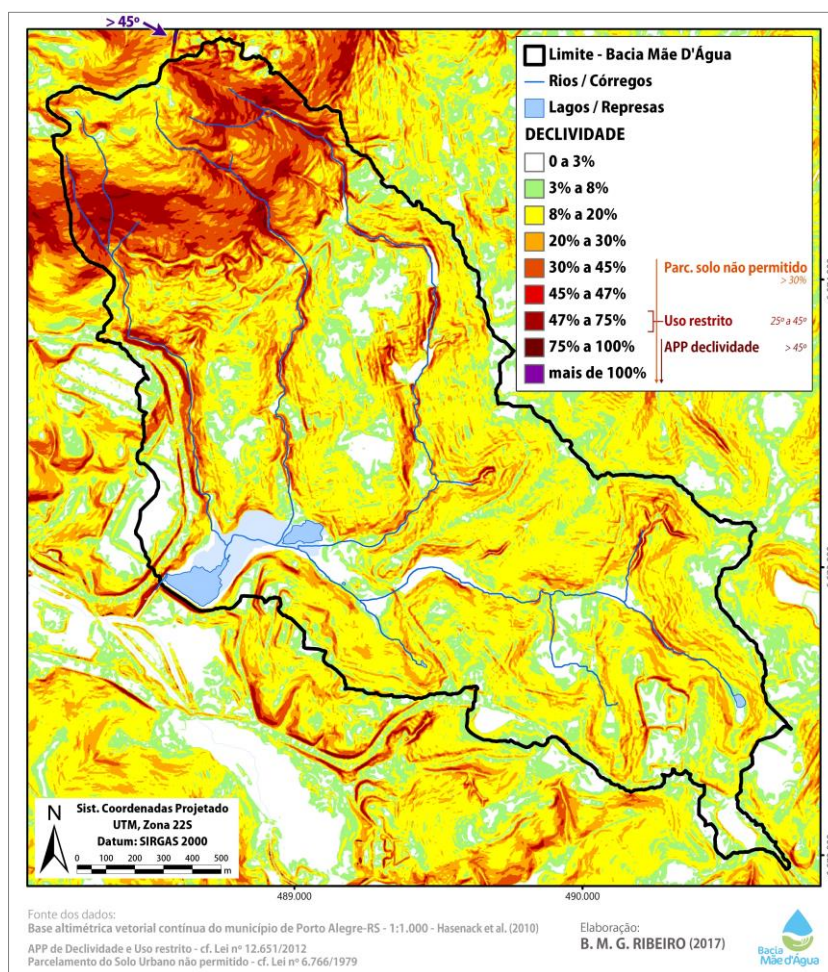 > 45º
Limite - Bacia Mãe D'Água
Rios / Córregos
Lagos / Represas
DECLIVIDADE
0 a 3%
3% a 8%
8% a 20%
20% a 30%
30% a 45%
Parc. solo não permitido
> 30%
45% a 47%
47% a 75%
Uso restrito
25º a 45º
75% a 100%
APP declividade
> 45º
mais de 100%
N
Sist. Coordenadas Projetado
UTM, Zona 22S
Datum: SIRGAS 2000
0 100 200 300 400 500
m
489.000
490.000
Fonte dos dados:
Base altimétrica vetorial contínua do município de Porto Alegre-RS - 1:1.000 - Hasenack et al. (2010)
APP de Declividade e Uso restrito - cf. Lei nº 12.651/2012
Parcelamento do Solo Urbano não permitido - cf. Lei nº 6.766/1979
Elaboração:
B. M. G. RIBEIRO (2017)
Bacia
Mãe d'Água